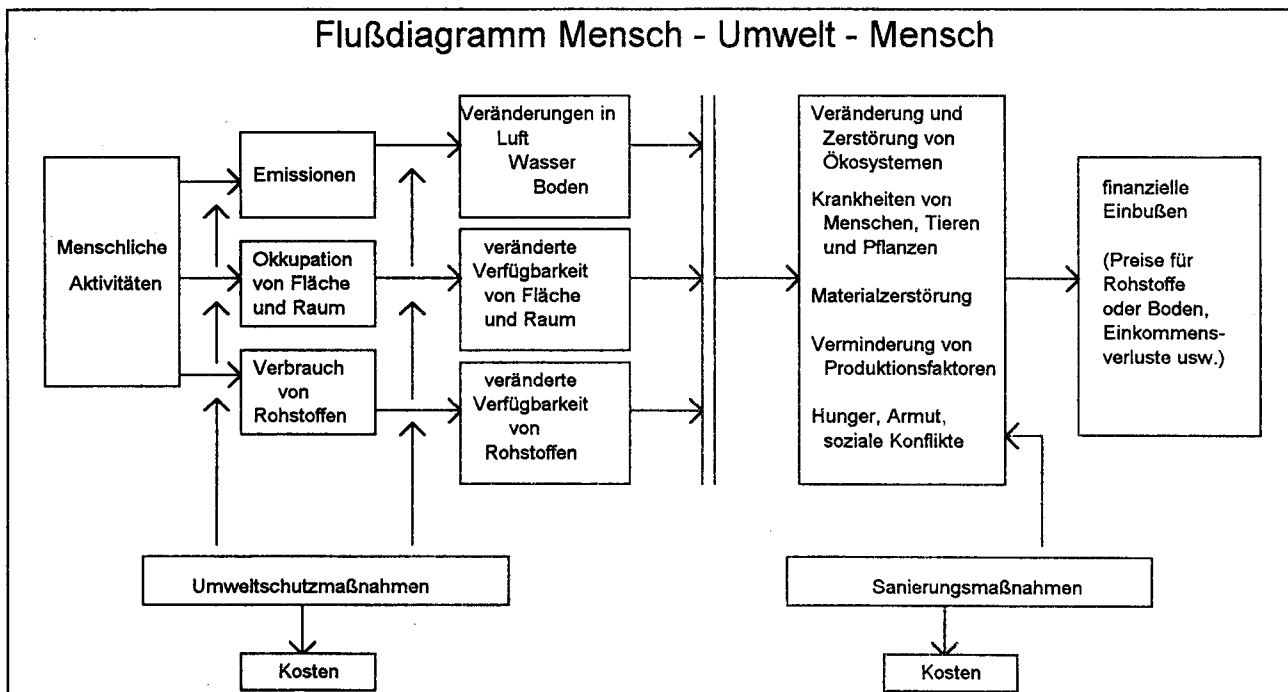 Flußdiagramm Mensch - Umwelt - Mensch
Menschliche
Aktivitäten
Emissionen
Okkupation
von Fläche
und Raum
Verbrauch
von
Rohstoffen
Veränderungen in
Luft
Wasser
Boden
veränderte
Verfügbarkeit
von Fläche
und Raum
veränderte
Verfügbarkeit
von
Rohstoffen
Veränderung und
Zerstörung von
Ökosystemen
Krankheiten von
Menschen, Tieren
und Pflanzen
Materialzerstörung
Verminderung von
Produktionsfaktoren
Hunger, Armut,
soziale Konflikte
finanzielle
Einbußen
(Preise für
Rohstoffe
oder Boden,
Einkommens-
verluste usw.)
Umweltschutzmaßnahmen
Kosten
Sanierungsmaßnahmen
Kosten